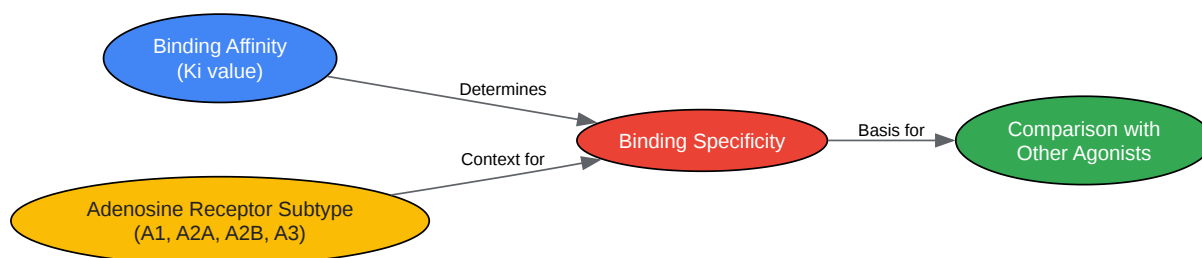 Binding Affinity
(Ki value)
Determines
Binding Specificity
Basis for
Comparison with
Other Agonists
Context for
Adenosine Receptor Subtype
(A1, A2A, A2B, A3)